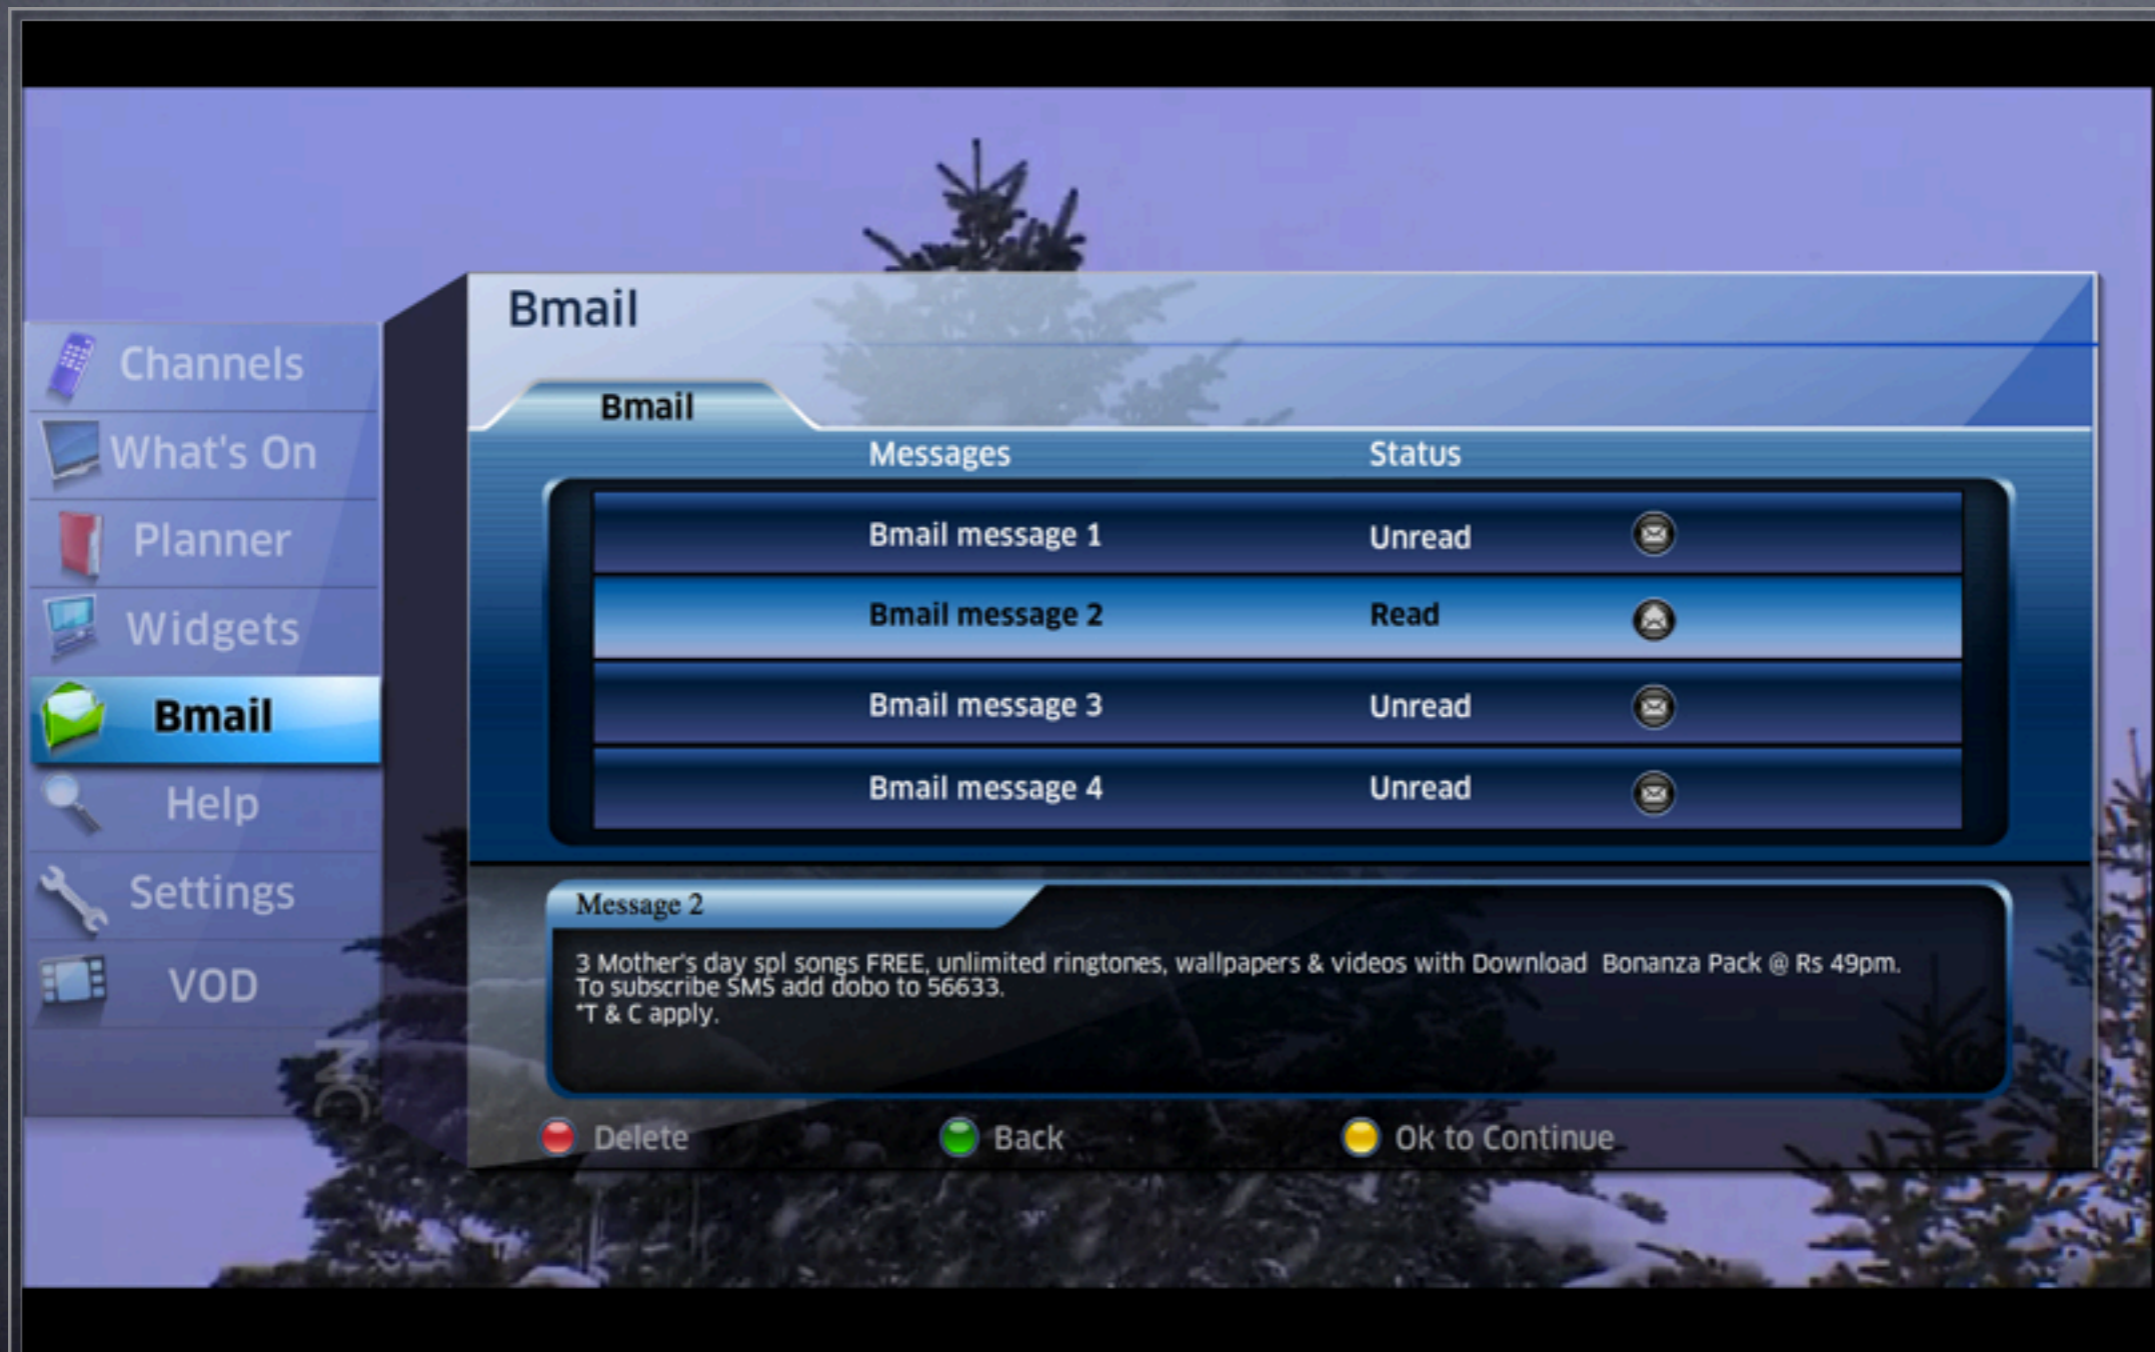 Channels
What's On
Planner
Widgets
Bmail
Help
Settings
VOD
Bmail
Bmail
Messages Status
Bmail message 1 Unread
Bmail message 2 Read
Bmail message 3 Unread
Bmail message 4 Unread
Message 2
3 Mother's day spl songs FREE, unlimited ringtones, wallpapers & videos with Download Bonanza Pack @ Rs 49pm.
To subscribe SMS add dobo to 56633.
*T & C apply.
Delete Back Ok to Continue